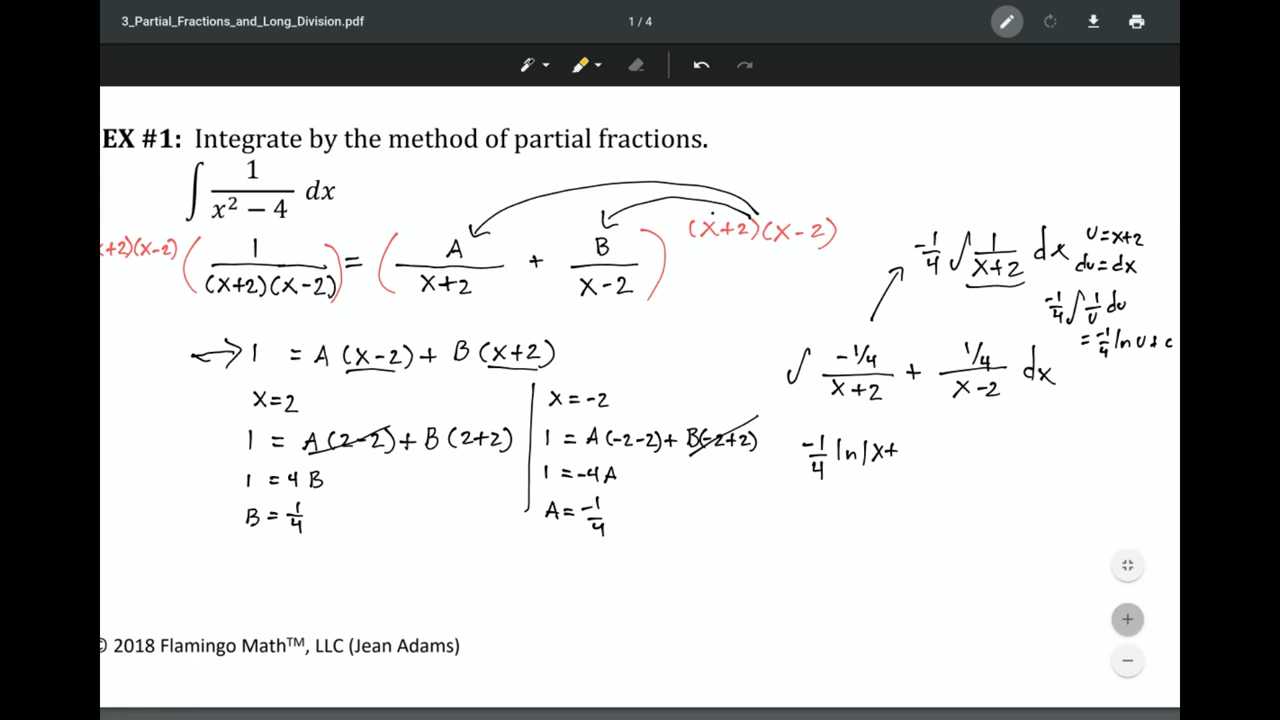 3_Partial_Fractions_and_Long_Division.pdf
1 / 4
EX #1: Integrate by the method of partial fractions.
∫ 1/(x² − 4) dx
+2)(x-2) ( 1/((x+2)(x-2)) ) = ( A/(x+2) + B/(x-2) ) (x+2)(x-2)
1 = A(x-2) + B(x+2)
x=2
1 = A(2-2) + B(2+2)
1 = 4B
B = 1/4
x = -2
1 = A(-2-2) + B(-2+2)
1 = -4A
A = -1/4
-1/4 ∫ 1/(x+2) dx
u = x+2
du = dx
-1/4 ∫ 1/u du
= -1/4 ln u + c
∫ (-1/4)/(x+2) + (1/4)/(x-2) dx
-1/4 ln|x+
© 2018 Flamingo Math™, LLC (Jean Adams)